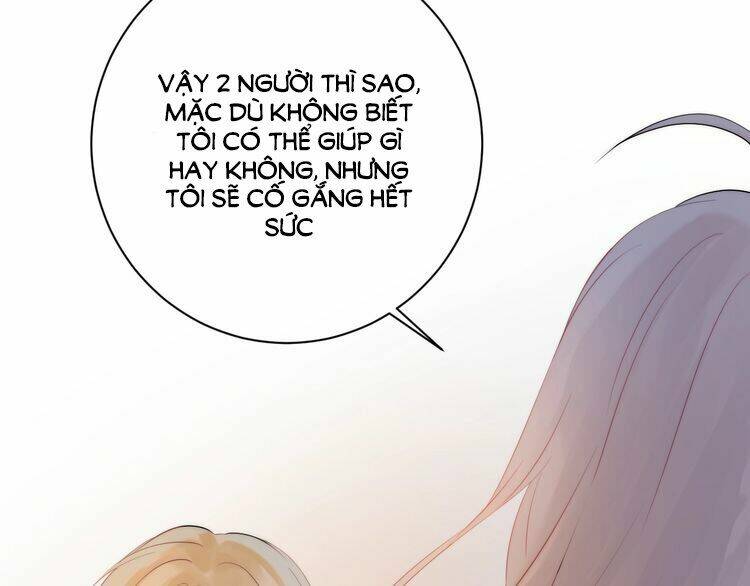 VẬY 2 NGƯỜI THÌ SAO,
MẶC DÙ KHÔNG BIẾT
TÔI CÓ THỂ GIÚP GÌ
HAY KHÔNG, NHƯNG
TÔI SẼ CỐ GẮNG HẾT
SỨC